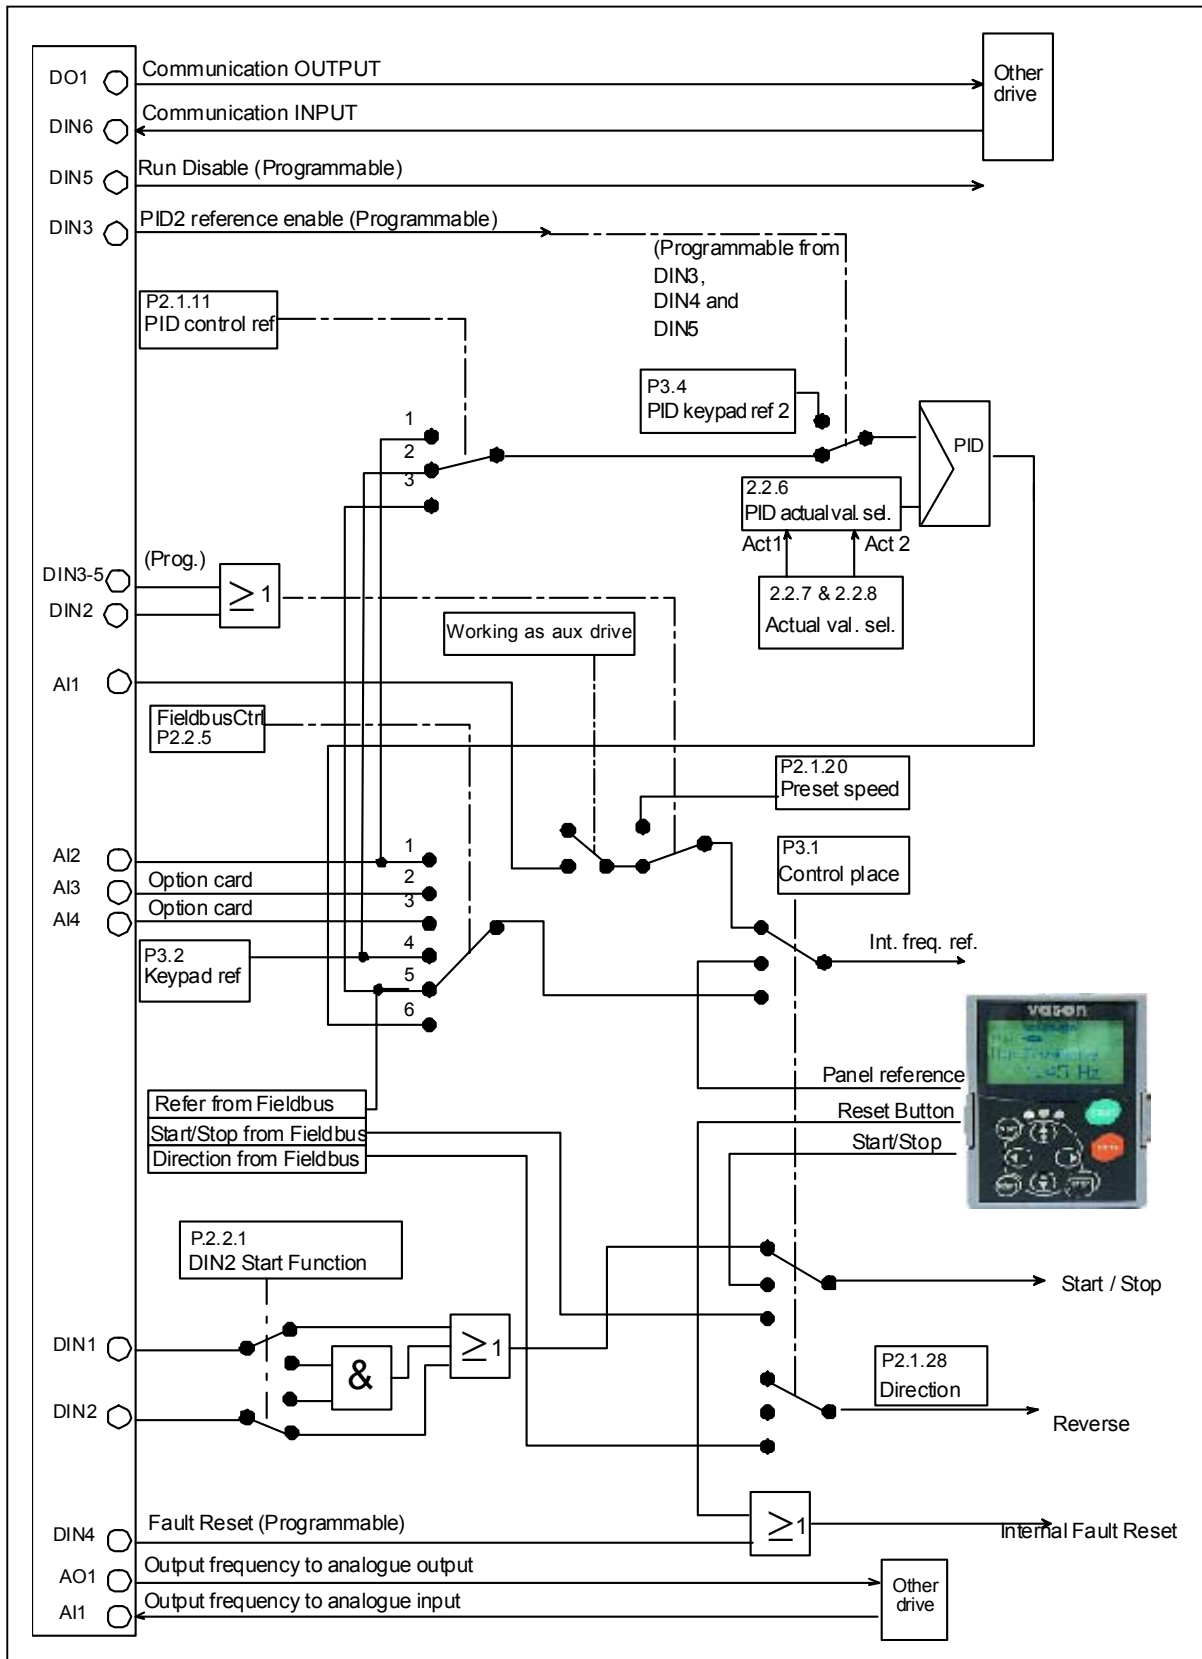 DO1
Communication OUTPUT
Other
drive
DIN6
Communication INPUT
DIN5
Run Disable (Programmable)
DIN3
PID2 reference enable (Programmable)
(Programmable from
DIN3,
DIN4 and
DIN5
P2.1.11
PID control ref
P3.4
PID keypad ref 2
1
2
3
PID
2.2.6
PID actual val. sel.
Act1
Act 2
2.2.7 & 2.2.8
Actual val. sel.
(Prog.)
DIN3-5
DIN2
≥1
Working as aux drive
AI1
FieldbusCtrl
P2.2.5
P2.1.20
Preset speed
P3.1
Control place
AI2
AI3
Option card
AI4
Option card
1
2
3
4
5
6
P3.2
Keypad ref
Int. freq. ref.
Panel reference
Reset Button
Start/Stop
Refer from Fieldbus
Start/Stop from Fieldbus
Direction from Fieldbus
P.2.2.1
DIN2 Start Function
Start / Stop
DIN1
&
≥1
DIN2
P2.1.28
Direction
Reverse
DIN4
Fault Reset (Programmable)
≥1
Internal Fault Reset
AO1
Output frequency to analogue output
AI1
Output frequency to analogue input
Other
drive